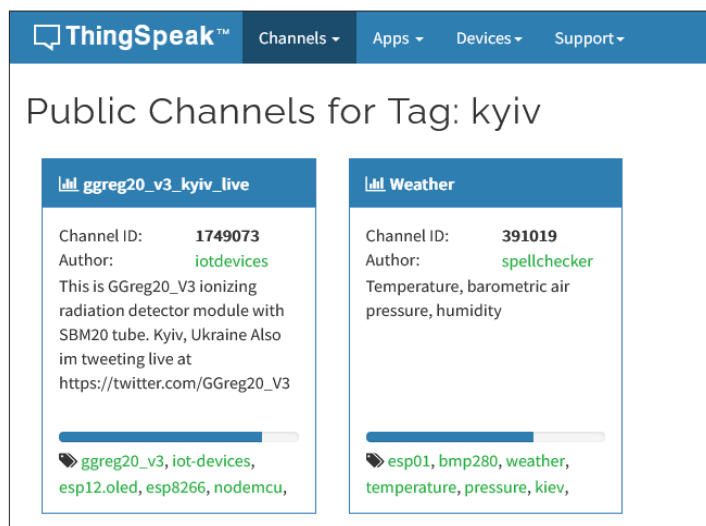 ThingSpeak™ Channels Apps Devices Support
Public Channels for Tag: kyiv
ggreg20_v3_kyiv_live
Channel ID: 1749073
Author: iotdevices
This is GGreg20_V3 ionizing
radiation detector module with
SBM20 tube. Kyiv, Ukraine Also
im tweeting live at
https://twitter.com/GGreg20_V3
ggreg20_v3, iot-devices,
esp12.oled, esp8266, nodemcu,
Weather
Channel ID: 391019
Author: spellchecker
Temperature, barometric air
pressure, humidity
esp01, bmp280, weather,
temperature, pressure, kiev,